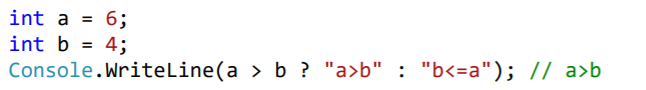 int a = 6;
int b = 4;
Console.WriteLine(a > b ? "a>b" : "b<=a"); // a>b